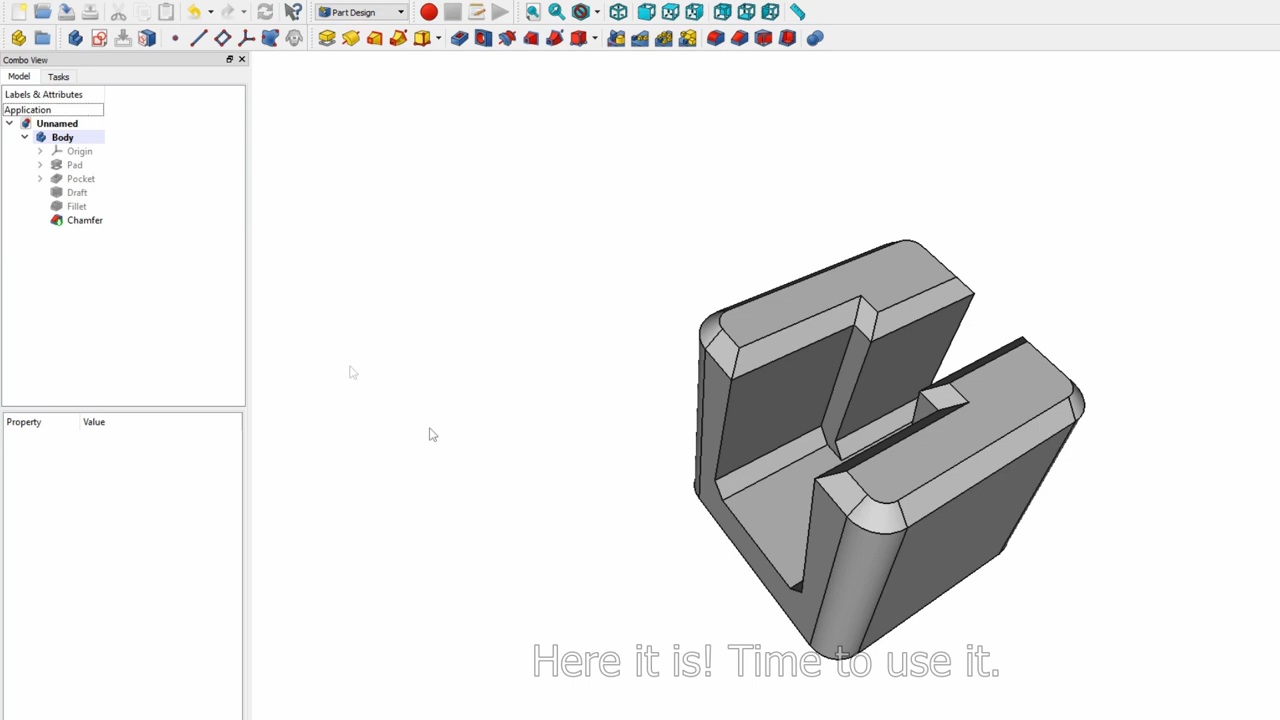 Part Design
Combo View
Model Tasks
Labels & Attributes
Application
Unnamed
Body
Origin
Pad
Pocket
Draft
Fillet
Chamfer
Property Value
Here it is! Time to use it.